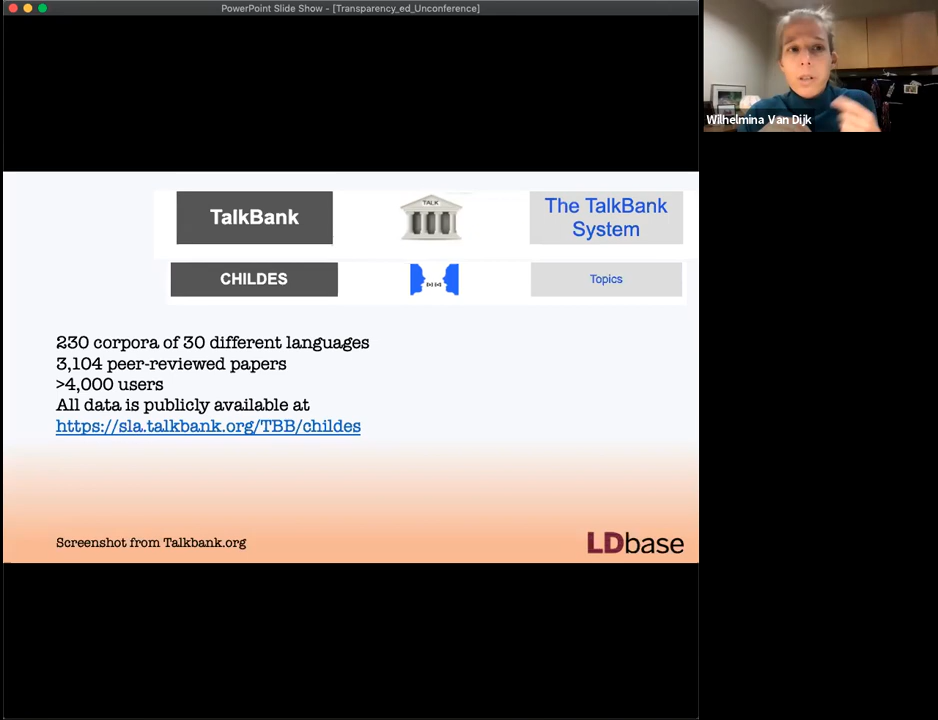 PowerPoint Slide Show - [Transparency_ed_Unconference]
Wilhelmina Van Dijk
TalkBank
TALK
The TalkBank
System
CHILDES
Topics
230 corpora of 30 different languages
3,104 peer-reviewed papers
>4,000 users
All data is publicly available at
https://sla.talkbank.org/TBB/childes
Screenshot from Talkbank.org
LDbase